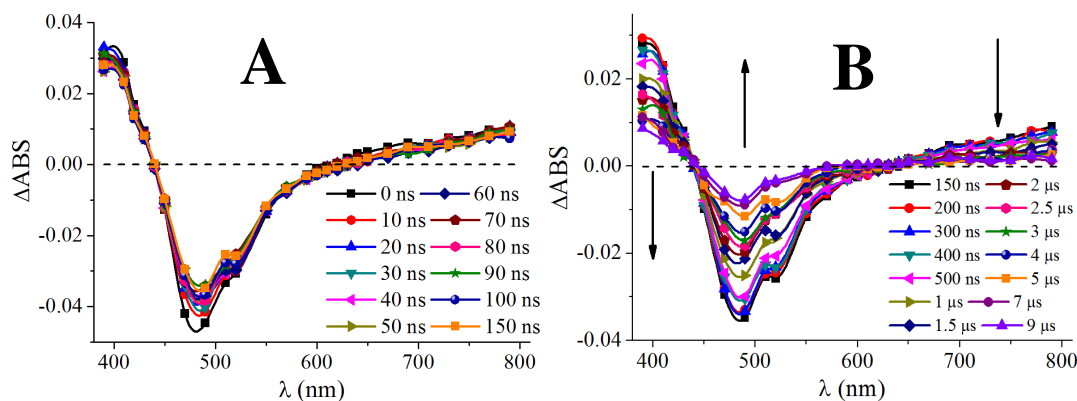 A
0.04
0.02
0.00
-0.02
-0.04
ΔABS
400 500 600 700 800
λ (nm)
0 ns 60 ns
10 ns 70 ns
20 ns 80 ns
30 ns 90 ns
40 ns 100 ns
50 ns 150 ns
B
0.02
0.00
-0.02
-0.04
ΔABS
400 500 600 700 800
λ (nm)
150 ns 2 μs
200 ns 2.5 μs
300 ns 3 μs
400 ns 4 μs
500 ns 5 μs
1 μs 7 μs
1.5 μs 9 μs